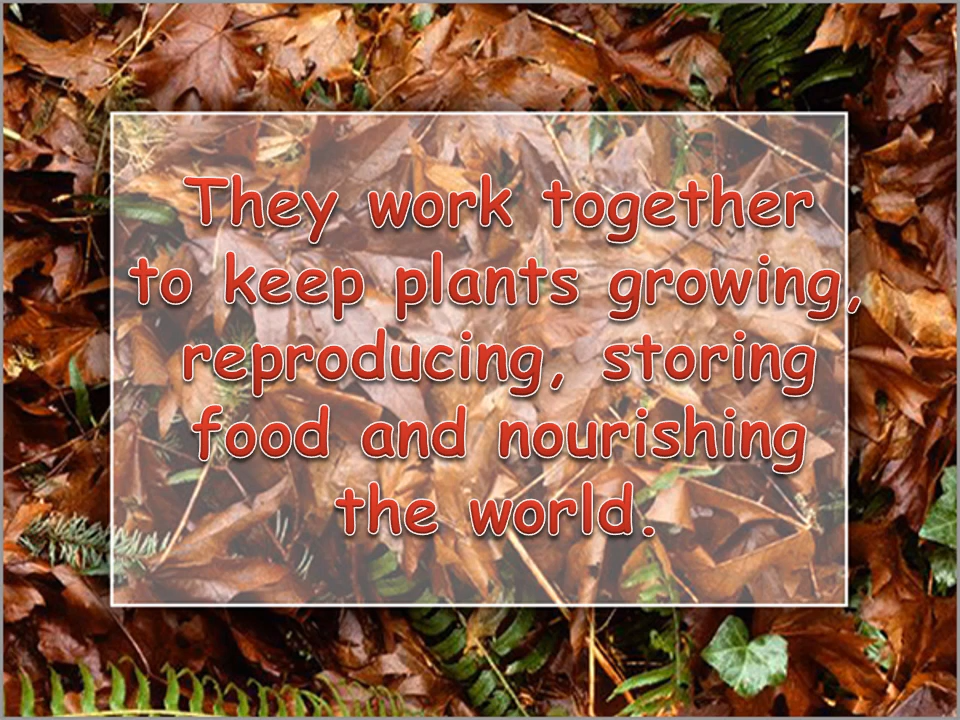 They work together
to keep plants growing,
reproducing, storing
food and nourishing
the world.